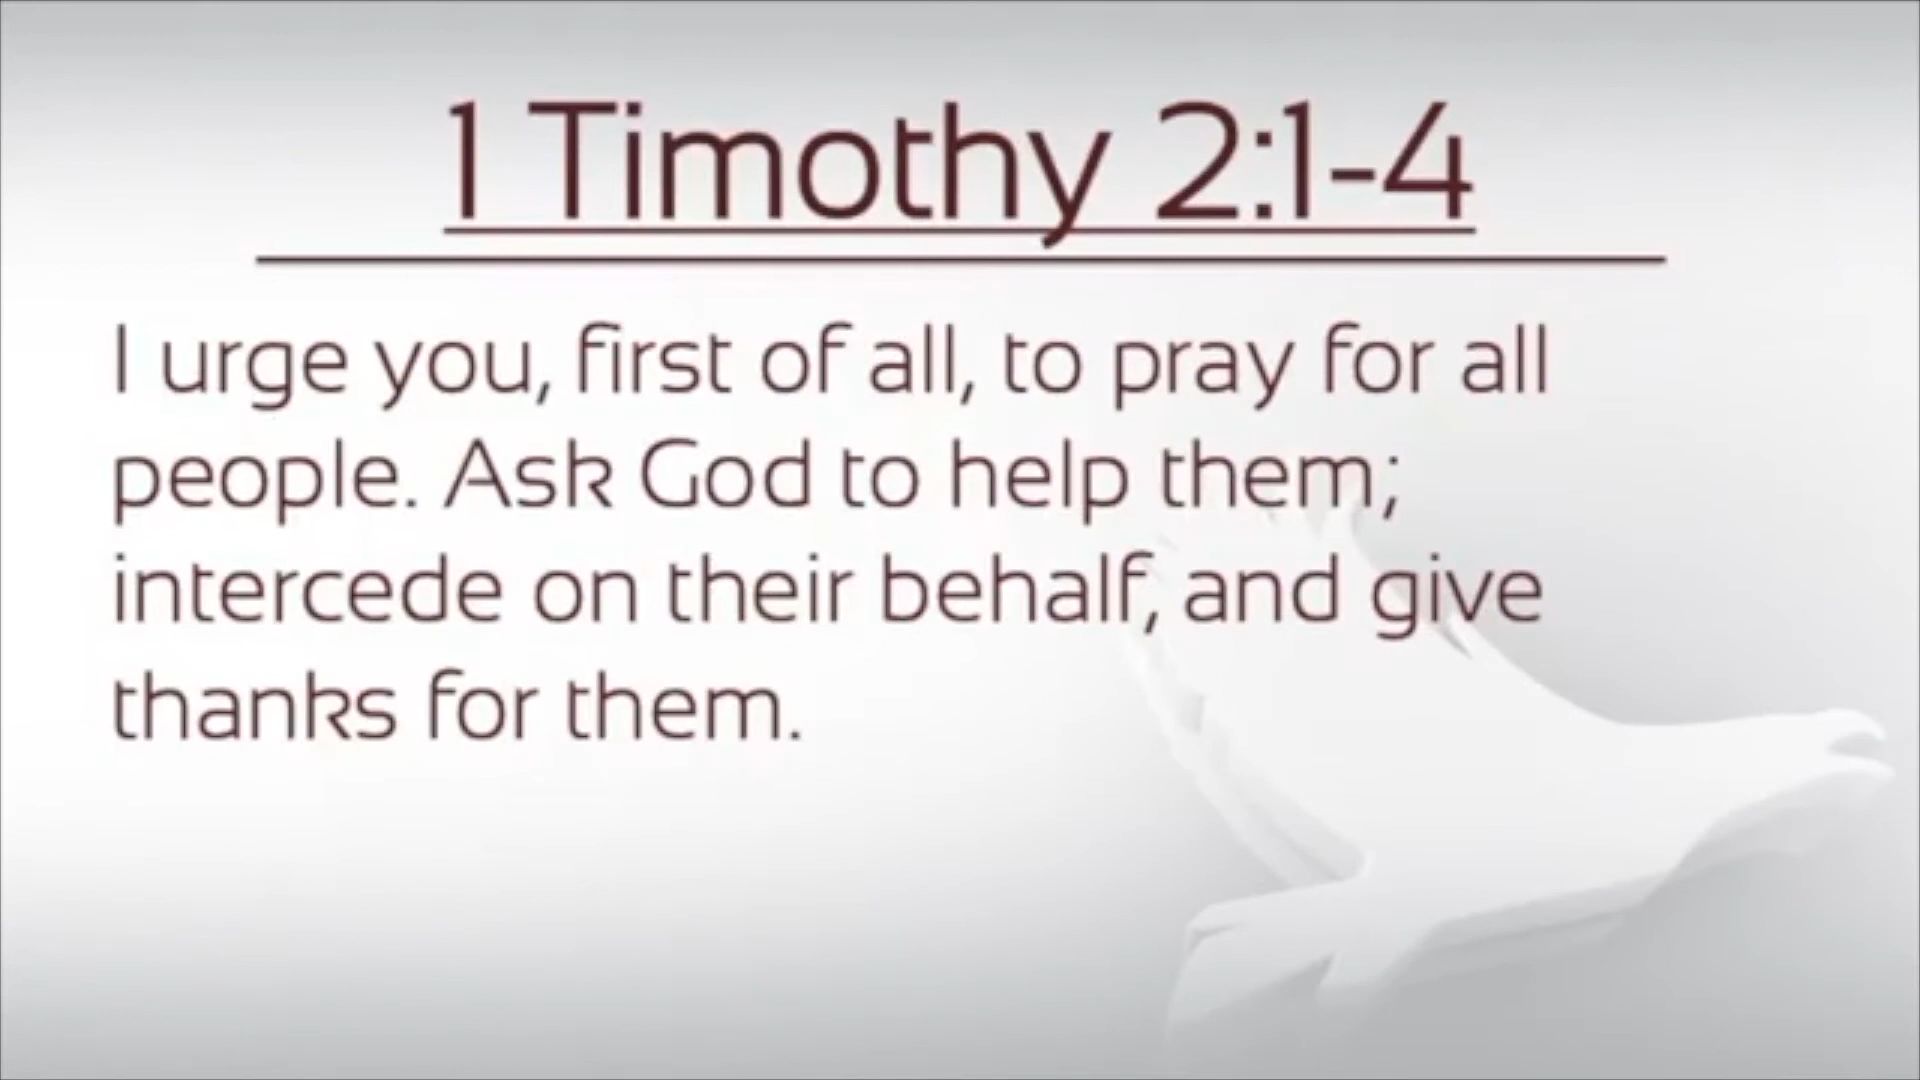 1 Timothy 2:1-4
I urge you, first of all, to pray for all
people. Ask God to help them;
intercede on their behalf, and give
thanks for them.